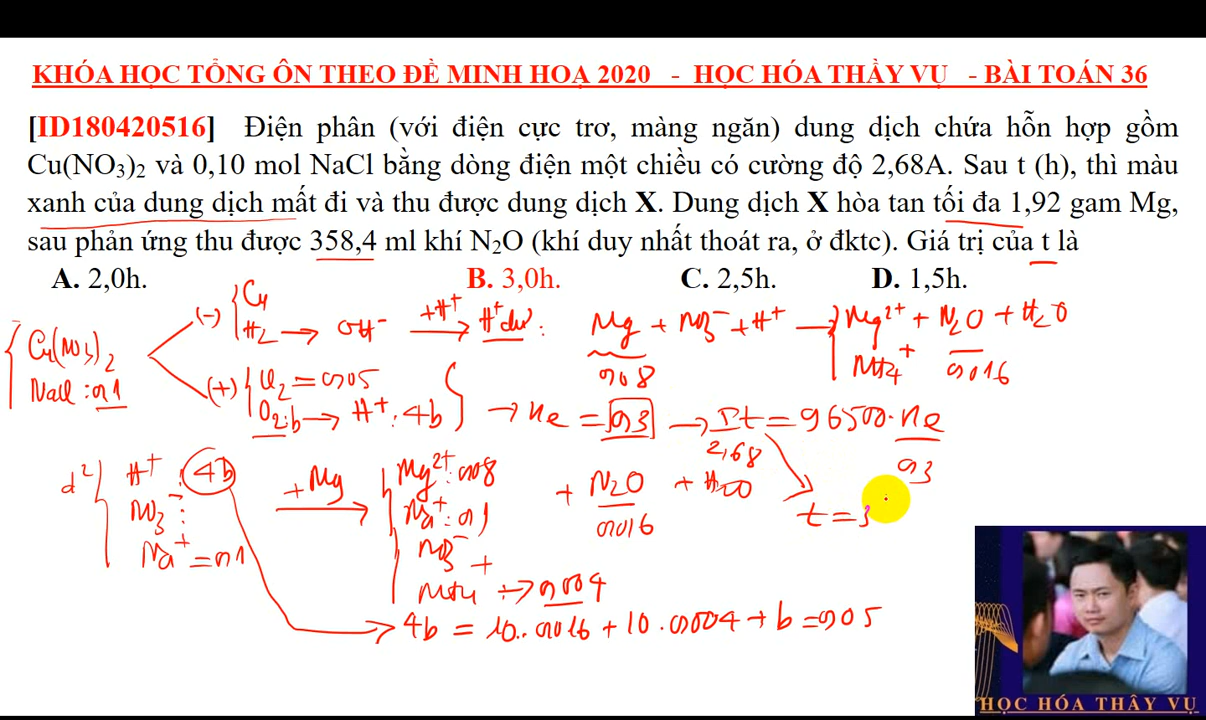 KHÓA HỌC TỔNG ÔN THEO ĐỀ MINH HOẠ 2020 - HỌC HÓA THẦY VỤ - BÀI TOÁN 36
[ID180420516] Điện phân (với điện cực trơ, màng ngăn) dung dịch chứa hỗn hợp gồm
Cu(NO3)2 và 0,10 mol NaCl bằng dòng điện một chiều có cường độ 2,68A. Sau t (h), thì màu
xanh của dung dịch mất đi và thu được dung dịch X. Dung dịch X hòa tan tối đa 1,92 gam Mg,
sau phản ứng thu được 358,4 ml khí N2O (khí duy nhất thoát ra, ở đktc). Giá trị của t là
A. 2,0h. B. 3,0h. C. 2,5h. D. 1,5h.
Cu(NO3)2
NaCl: 0,1
(-) Cu
H2 → OH- +H+ → H+ dư:
(+) Cl2 = 0,05
O2: b → H+: 4b → ne = 0,3 → It = 96500.ne
2,68 0,3
Mg + NO3- + H+ → Mg2+ + N2O + H2O
NH4+
0,08 0,016
d2 H+: 4b
NO3-:
Na+ = 0,1
+Mg
Mg2+: 0,08
Na+: 0,1
NO3-
NH4+ → 0,004
+ N2O + H2O
0,016
t = 3
4b = 10.0,016 + 10.0,004 → b = 0,05
HỌC HÓA THẦY VỤ